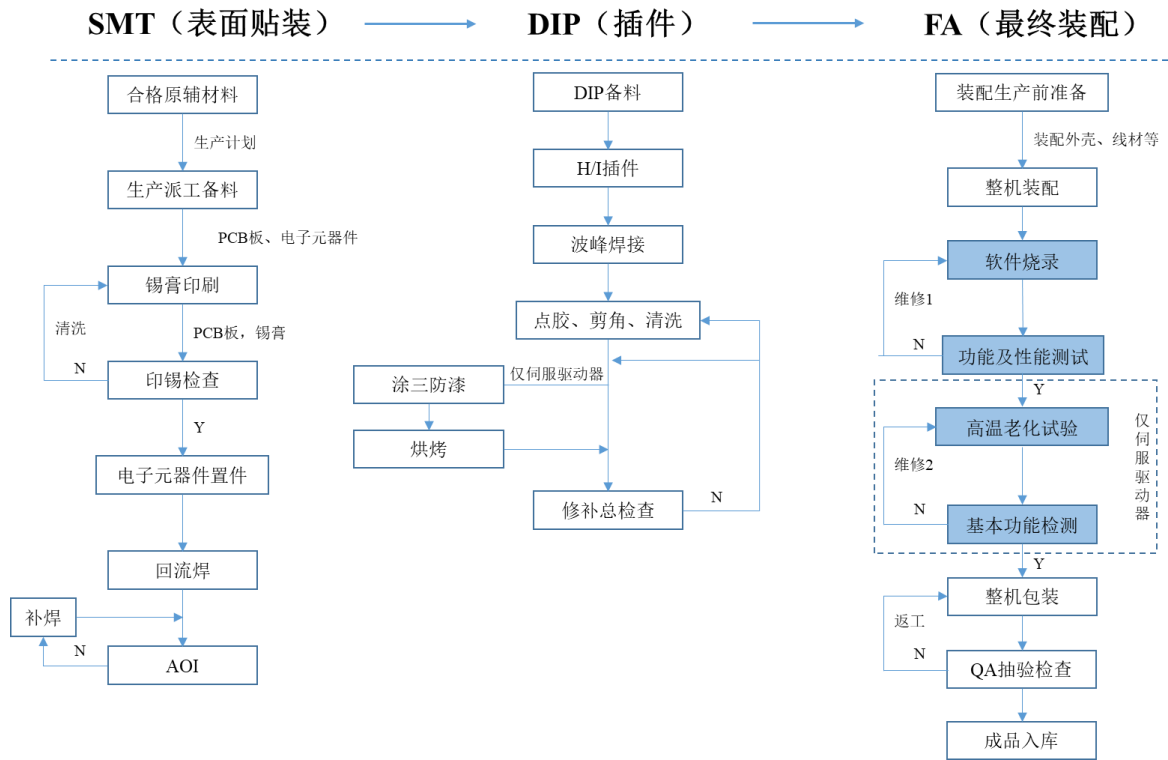 SMT（表面贴装）
DIP（插件）
FA（最终装配）
合格原辅材料
生产计划
生产派工备料
PCB板、电子元器件
锡膏印刷
清洗
PCB板，锡膏
N
印锡检查
Y
电子元器件置件
回流焊
补焊
N
AOI
DIP备料
H/I插件
波峰焊接
点胶、剪角、清洗
仅伺服驱动器
涂三防漆
烘烤
修补总检查
N
装配生产前准备
装配外壳、线材等
整机装配
软件烧录
维修1
N
功能及性能测试
Y
高温老化试验
仅伺服驱动器
维修2
N
基本功能检测
Y
整机包装
返工
N
QA抽验检查
成品入库